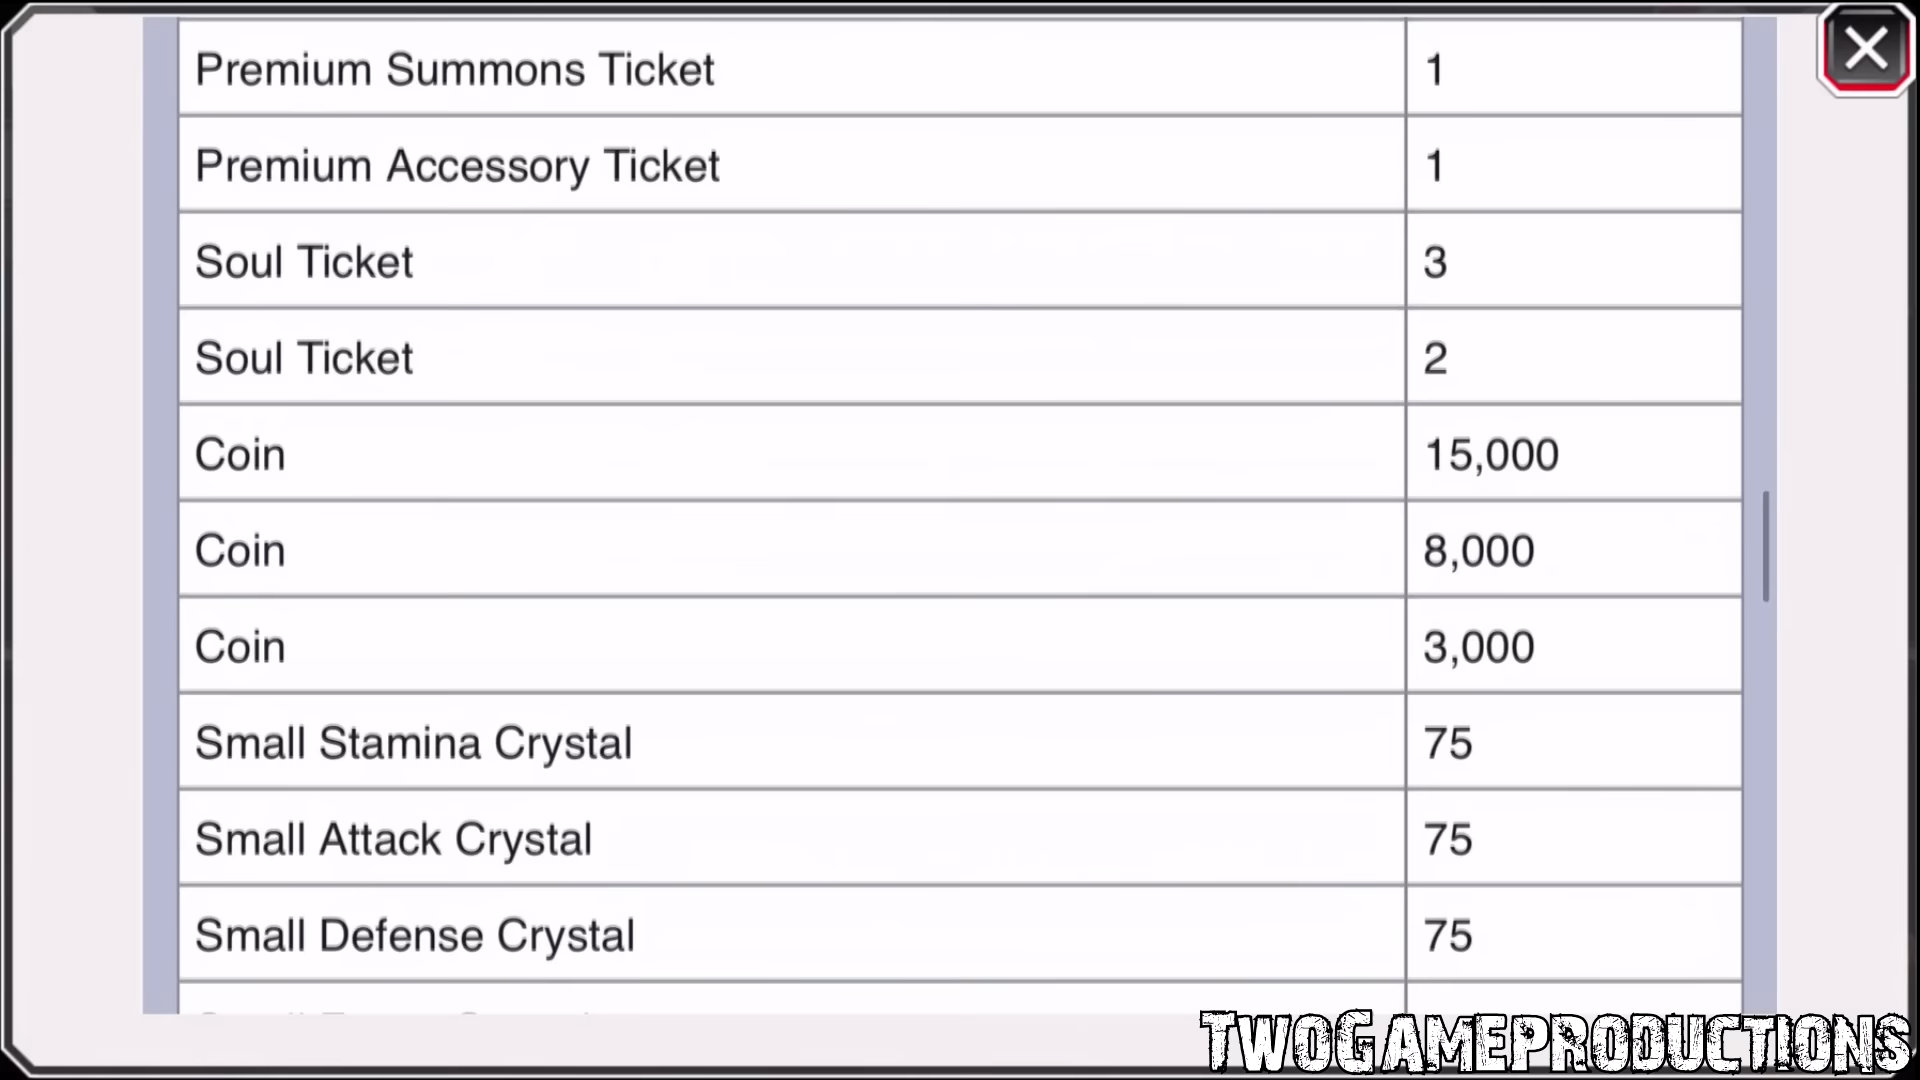 Premium Summons Ticket 1
Premium Accessory Ticket 1
Soul Ticket 3
Soul Ticket 2
Coin 15,000
Coin 8,000
Coin 3,000
Small Stamina Crystal 75
Small Attack Crystal 75
Small Defense Crystal 75
TWOGAMEPRODUCTIONS